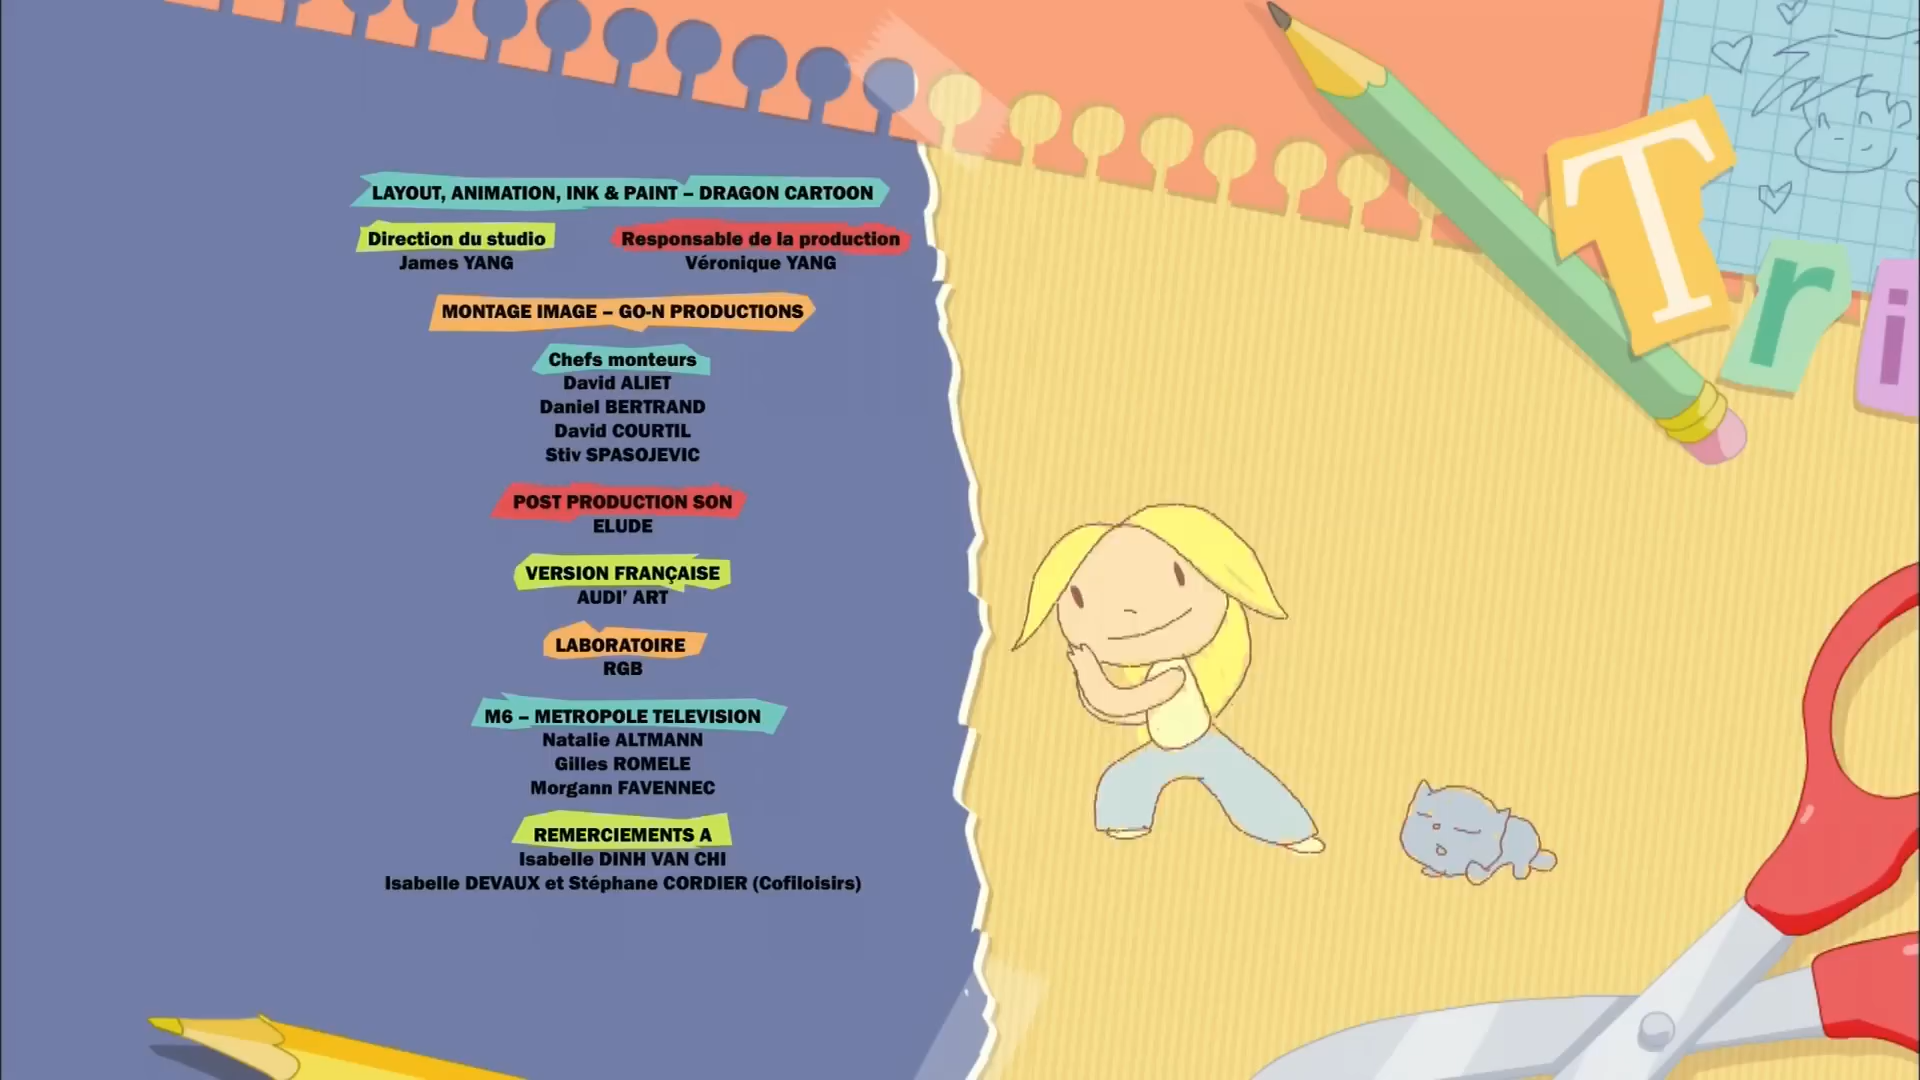 LAYOUT, ANIMATION, INK & PAINT – DRAGON CARTOON
Direction du studio
James YANG
Responsable de la production
Véronique YANG
MONTAGE IMAGE – GO-N PRODUCTIONS
Chefs monteurs
David ALIET
Daniel BERTRAND
David COURTIL
Stiv SPASOJEVIC
POST PRODUCTION SON
ELUDE
VERSION FRANÇAISE
AUDI' ART
LABORATOIRE
RGB
M6 – METROPOLE TELEVISION
Natalie ALTMANN
Gilles ROMELE
Morgann FAVENNEC
REMERCIEMENTS A
Isabelle DINH VAN CHI
Isabelle DEVAUX et Stéphane CORDIER (Cofiloisirs)
Tri